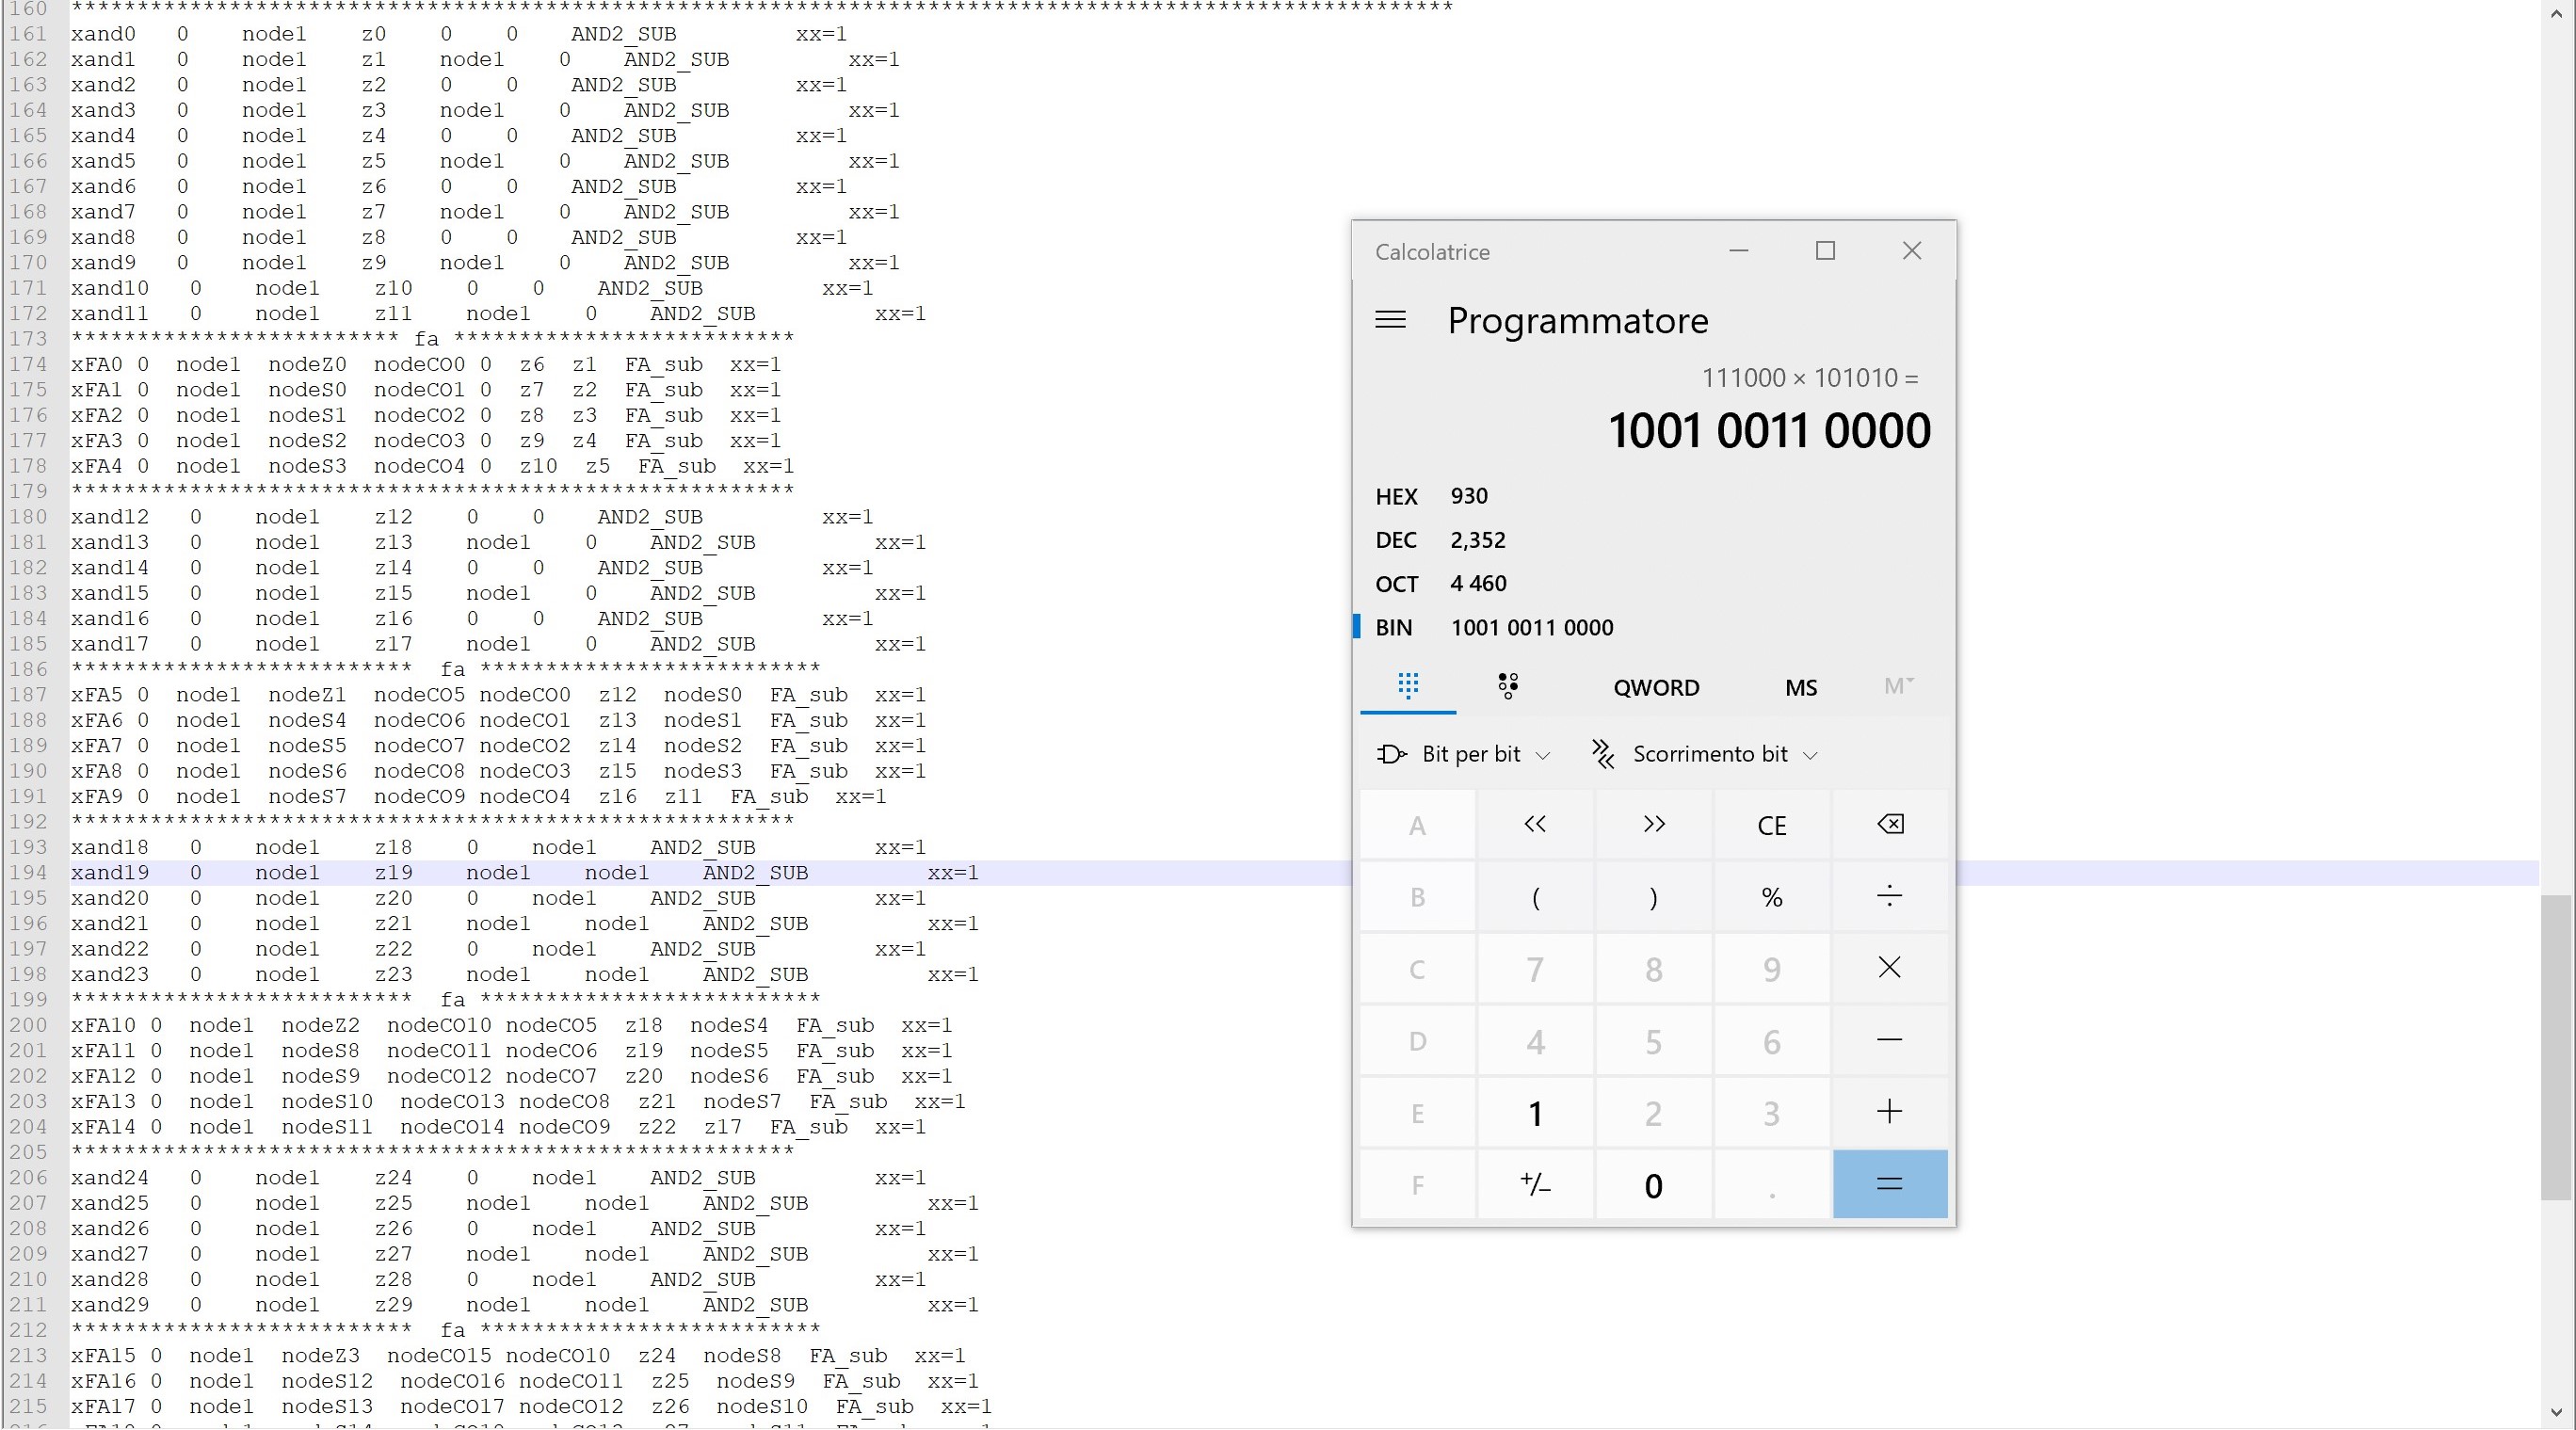 160 *********************************************************************************************************
161 xand0 0 node1 z0 0 0 AND2_SUB xx=1
162 xand1 0 node1 z1 node1 0 AND2_SUB xx=1
163 xand2 0 node1 z2 0 0 AND2_SUB xx=1
164 xand3 0 node1 z3 node1 0 AND2_SUB xx=1
165 xand4 0 node1 z4 0 0 AND2_SUB xx=1
166 xand5 0 node1 z5 node1 0 AND2_SUB xx=1
167 xand6 0 node1 z6 0 0 AND2_SUB xx=1
168 xand7 0 node1 z7 node1 0 AND2_SUB xx=1
169 xand8 0 node1 z8 0 0 AND2_SUB xx=1
170 xand9 0 node1 z9 node1 0 AND2_SUB xx=1
171 xand10 0 node1 z10 0 0 AND2_SUB xx=1
172 xand11 0 node1 z11 node1 0 AND2_SUB xx=1
173 ************************* fa **************************
174 xFA0 0 node1 nodeZ0 nodeCO0 0 z6 z1 FA_sub xx=1
175 xFA1 0 node1 nodeS0 nodeCO1 0 z7 z2 FA_sub xx=1
176 xFA2 0 node1 nodeS1 nodeCO2 0 z8 z3 FA_sub xx=1
177 xFA3 0 node1 nodeS2 nodeCO3 0 z9 z4 FA_sub xx=1
178 xFA4 0 node1 nodeS3 nodeCO4 0 z10 z5 FA_sub xx=1
179 *******************************************************
180 xand12 0 node1 z12 0 0 AND2_SUB xx=1
181 xand13 0 node1 z13 node1 0 AND2_SUB xx=1
182 xand14 0 node1 z14 0 0 AND2_SUB xx=1
183 xand15 0 node1 z15 node1 0 AND2_SUB xx=1
184 xand16 0 node1 z16 0 0 AND2_SUB xx=1
185 xand17 0 node1 z17 node1 0 AND2_SUB xx=1
186 ************************** fa **************************
187 xFA5 0 node1 nodeZ1 nodeCO5 nodeCO0 z12 nodeS0 FA_sub xx=1
188 xFA6 0 node1 nodeS4 nodeCO6 nodeCO1 z13 nodeS1 FA_sub xx=1
189 xFA7 0 node1 nodeS5 nodeCO7 nodeCO2 z14 nodeS2 FA_sub xx=1
190 xFA8 0 node1 nodeS6 nodeCO8 nodeCO3 z15 nodeS3 FA_sub xx=1
191 xFA9 0 node1 nodeS7 nodeCO9 nodeCO4 z16 z11 FA_sub xx=1
192 *******************************************************
193 xand18 0 node1 z18 0 node1 AND2_SUB xx=1
194 xand19 0 node1 z19 node1 node1 AND2_SUB xx=1
195 xand20 0 node1 z20 0 node1 AND2_SUB xx=1
196 xand21 0 node1 z21 node1 node1 AND2_SUB xx=1
197 xand22 0 node1 z22 0 node1 AND2_SUB xx=1
198 xand23 0 node1 z23 node1 node1 AND2_SUB xx=1
199 ************************** fa **************************
200 xFA10 0 node1 nodeZ2 nodeCO10 nodeCO5 z18 nodeS4 FA_sub xx=1
201 xFA11 0 node1 nodeS8 nodeCO11 nodeCO6 z19 nodeS5 FA_sub xx=1
202 xFA12 0 node1 nodeS9 nodeCO12 nodeCO7 z20 nodeS6 FA_sub xx=1
203 xFA13 0 node1 nodeS10 nodeCO13 nodeCO8 z21 nodeS7 FA_sub xx=1
204 xFA14 0 node1 nodeS11 nodeCO14 nodeCO9 z22 z17 FA_sub xx=1
205 *******************************************************
206 xand24 0 node1 z24 0 node1 AND2_SUB xx=1
207 xand25 0 node1 z25 node1 node1 AND2_SUB xx=1
208 xand26 0 node1 z26 0 node1 AND2_SUB xx=1
209 xand27 0 node1 z27 node1 node1 AND2_SUB xx=1
210 xand28 0 node1 z28 0 node1 AND2_SUB xx=1
211 xand29 0 node1 z29 node1 node1 AND2_SUB xx=1
212 ************************** fa **************************
213 xFA15 0 node1 nodeZ3 nodeCO15 nodeCO10 z24 nodeS8 FA_sub xx=1
214 xFA16 0 node1 nodeS12 nodeCO16 nodeCO11 z25 nodeS9 FA_sub xx=1
215 xFA17 0 node1 nodeS13 nodeCO17 nodeCO12 z26 nodeS10 FA_sub xx=1
Calcolatrice
Programmatore
111000 × 101010 =
1001 0011 0000
HEX 930
DEC 2,352
OCT 4 460
BIN 1001 0011 0000
QWORD MS M
Bit per bit Scorrimento bit
A << >> CE
B ( ) % ÷
C 7 8 9 ×
D 4 5 6 −
E 1 2 3 +
F +/− 0 . =